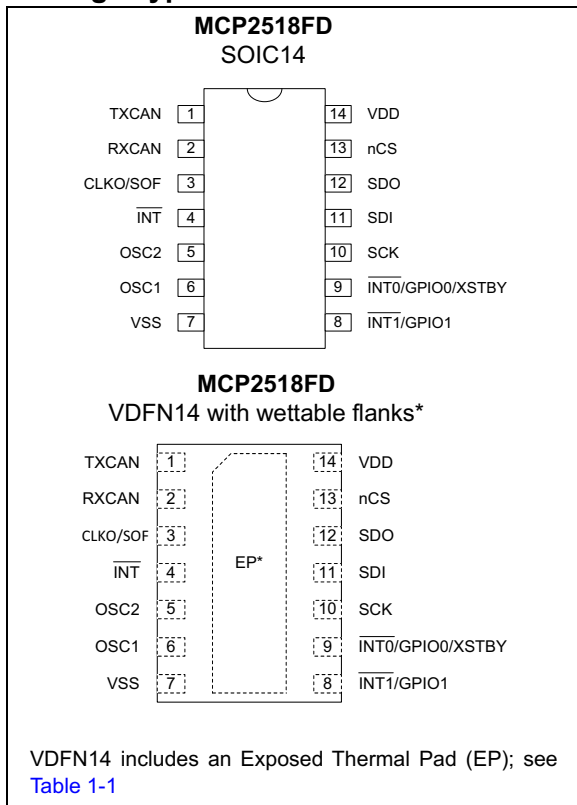 MCP2518FD
SOIC14
TXCAN 1 14 VDD
RXCAN 2 13 nCS
CLKO/SOF 3 12 SDO
INT 4 11 SDI
OSC2 5 10 SCK
OSC1 6 9 INT0/GPIO0/XSTBY
VSS 7 8 INT1/GPIO1
MCP2518FD
VDFN14 with wettable flanks*
TXCAN 1 14 VDD
RXCAN 2 13 nCS
CLKO/SOF 3 12 SDO
INT 4 EP* 11 SDI
OSC2 5 10 SCK
OSC1 6 9 INT0/GPIO0/XSTBY
VSS 7 8 INT1/GPIO1
VDFN14 includes an Exposed Thermal Pad (EP); see
Table 1-1